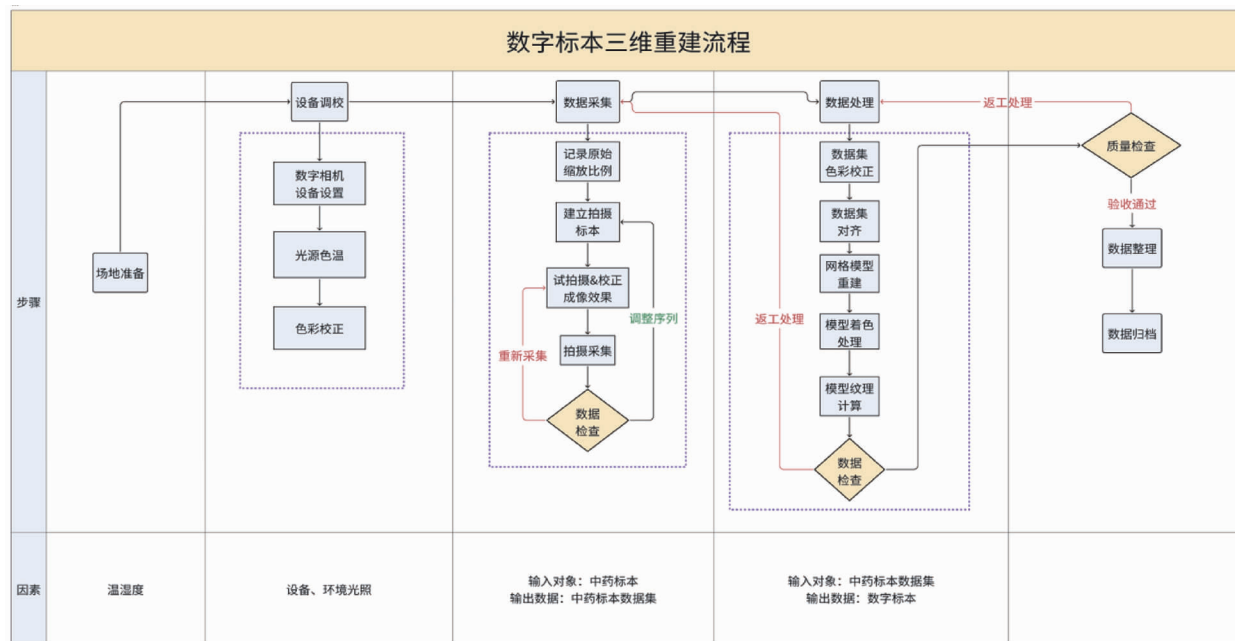 数字标本三维重建流程
步骤
场地准备
设备调校
数字相机
设备设置
光源色温
色彩校正
数据采集
记录原始
缩放比例
建立拍摄
标本
试拍摄&校正
成像效果
拍摄采集
数据
检查
重新采集
调整序列
数据处理
数据集
色彩校正
数据集
对齐
网格模型
重建
模型着色
处理
模型纹理
计算
数据
检查
返工处理
返工处理
质量检查
验收通过
数据整理
数据归档
因素
温湿度
设备、环境光照
输入对象：中药标本
输出数据：中药标本数据集
输入对象：中药标本数据集
输出数据：数字标本